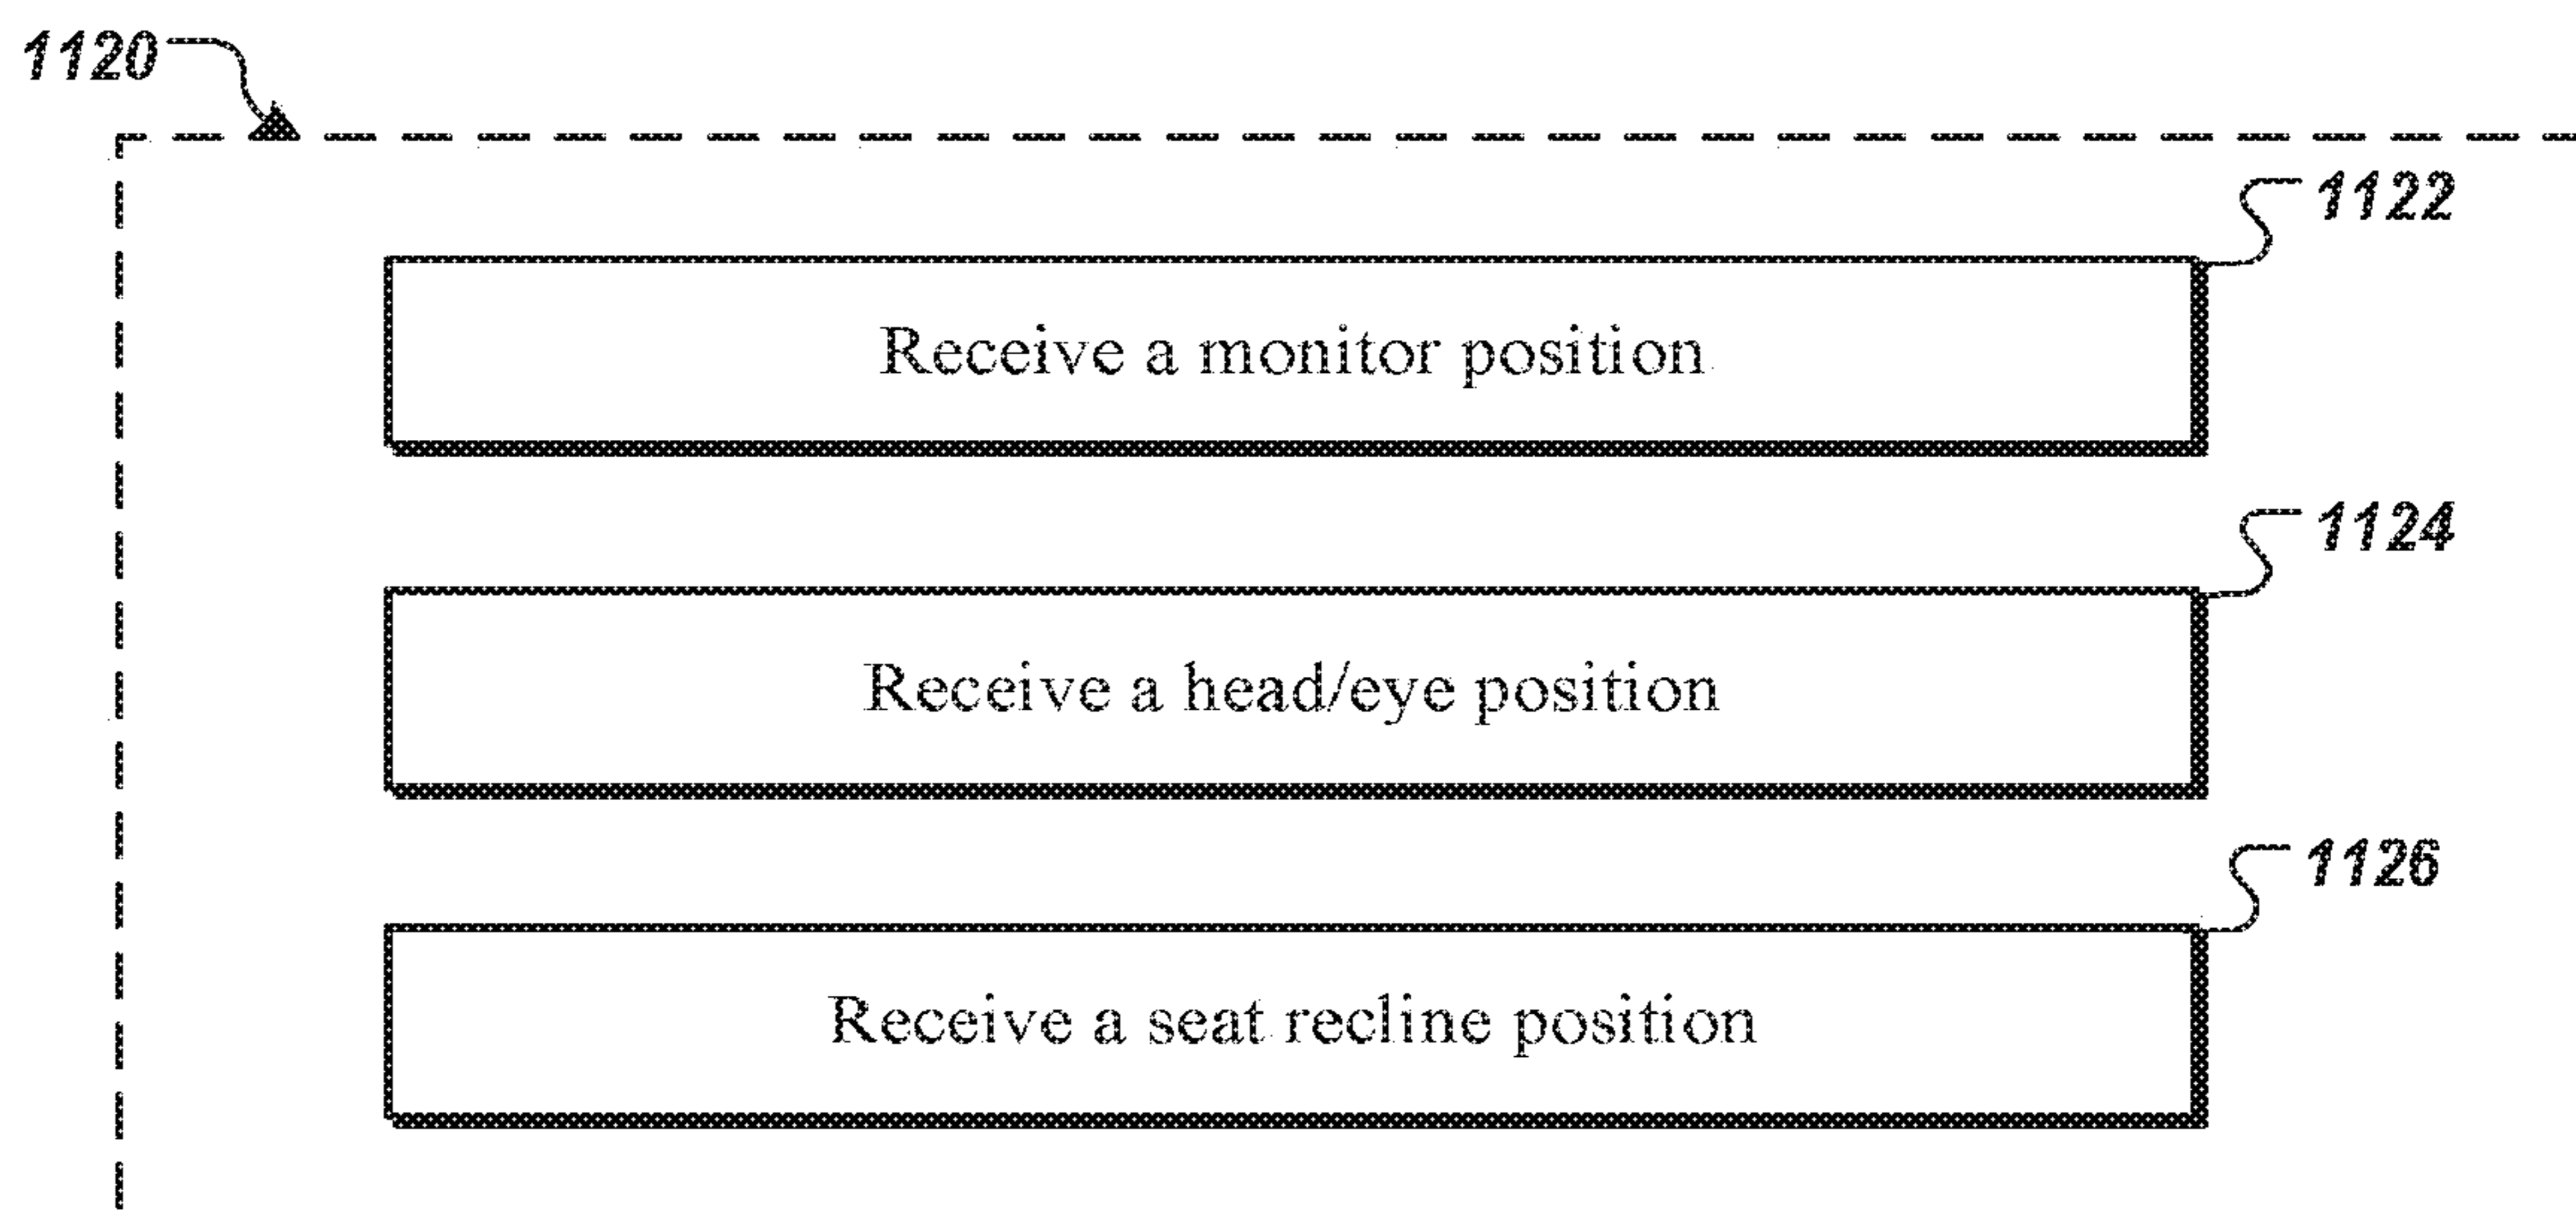 1120
1122
Receive a monitor position
1124
Receive a head/eye position
1126
Receive a seat recline position